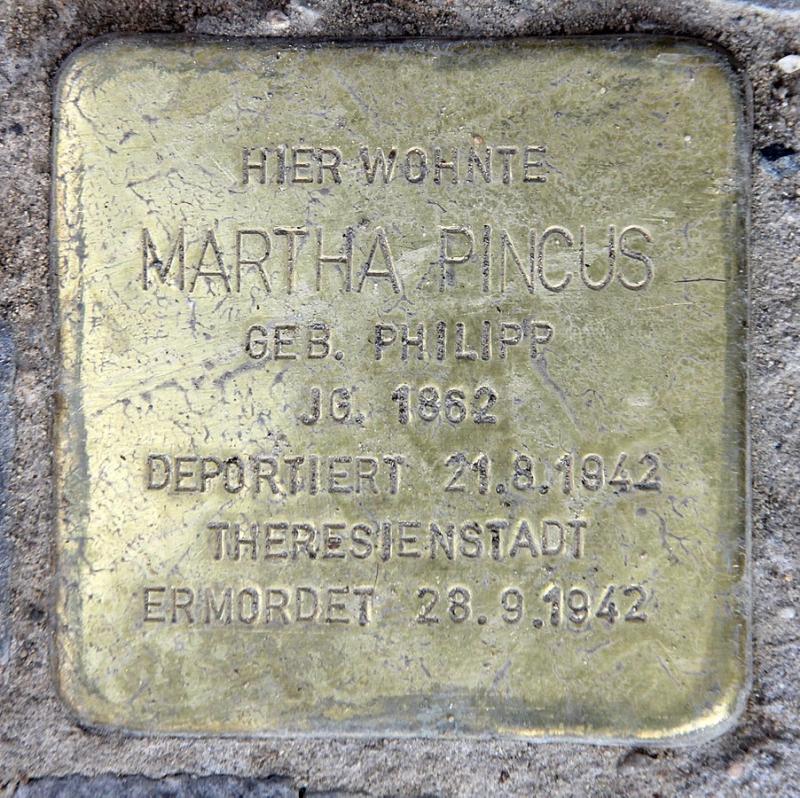 HIER WOHNTE
MARTHA PINCUS
GEB. PHILIPP
JG. 1862
DEPORTIERT 21.8.1942
THERESIENSTADT
ERMORDET 28.9.1942